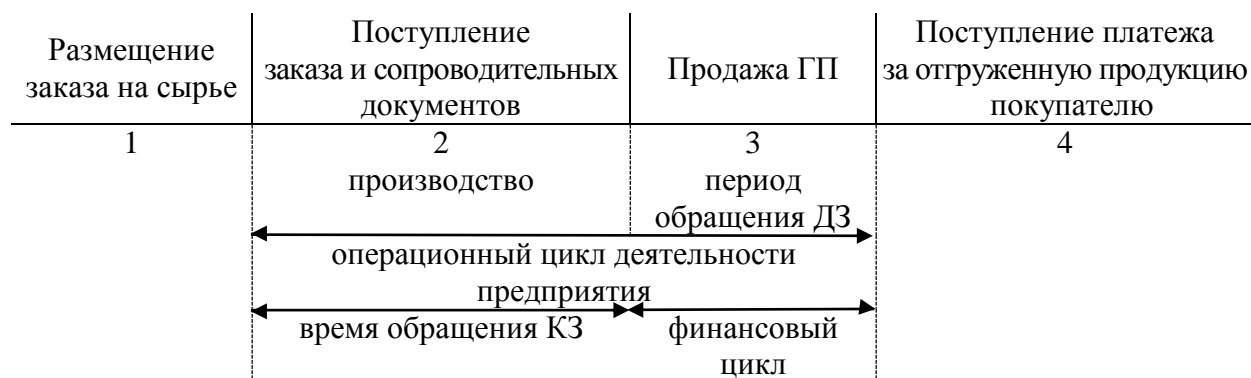 Размещение
заказа на сырье
Поступление
заказа и сопроводительных
документов
Продажа ГП
Поступление платежа
за отгруженную продукцию
покупателю
1
2
3
4
производство
период
обращения ДЗ
операционный цикл деятельности
предприятия
время обращения КЗ
финансовый
цикл